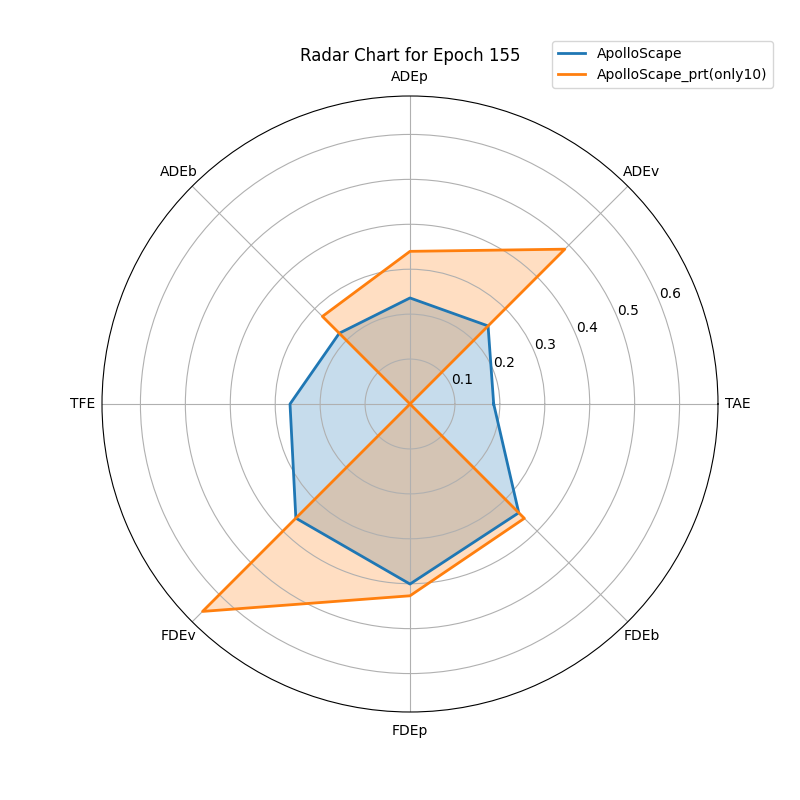 Radar Chart for Epoch 155
ApolloScape
ApolloScape_prt(only10)
ADEp
ADEb
ADEv
0.6
0.5
0.4
0.3
0.2
0.1
TFE
TAE
FDEv
FDEb
FDEp